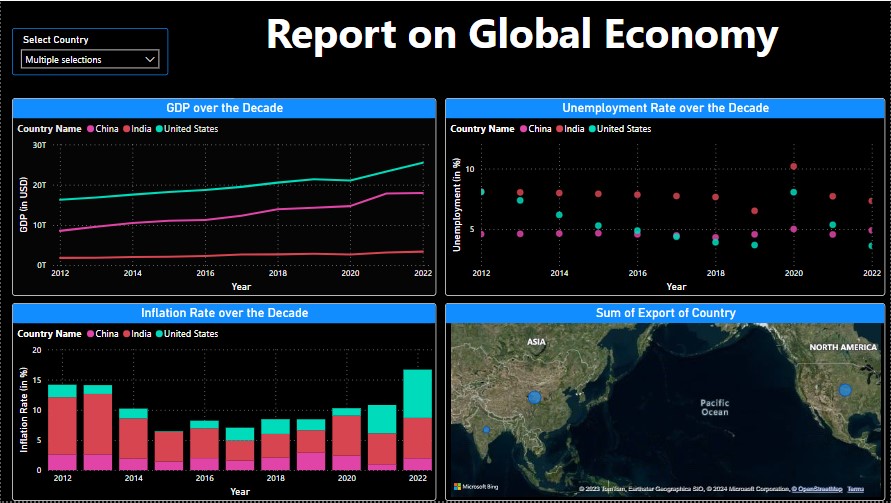 Report on Global Economy
Select Country
Multiple selections
GDP over the Decade
Country Name China India United States
30T
20T
10T
0T
GDP (in USD)
2012 2014 2016 2018 2020 2022
Year
Unemployment Rate over the Decade
Country Name China India United States
10
5
Unemployment (in %)
2012 2014 2016 2018 2020 2022
Year
Inflation Rate over the Decade
Country Name China India United States
20
15
10
5
0
Inflation Rate (in %)
2012 2014 2016 2018 2020 2022
Year
Sum of Export of Country
ASIA
NORTH AMERICA
Pacific
Ocean
Microsoft Bing
© 2023 TomTom, Earthstar Geographics SIO, © 2024 Microsoft Corporation, © OpenStreetMap Terms